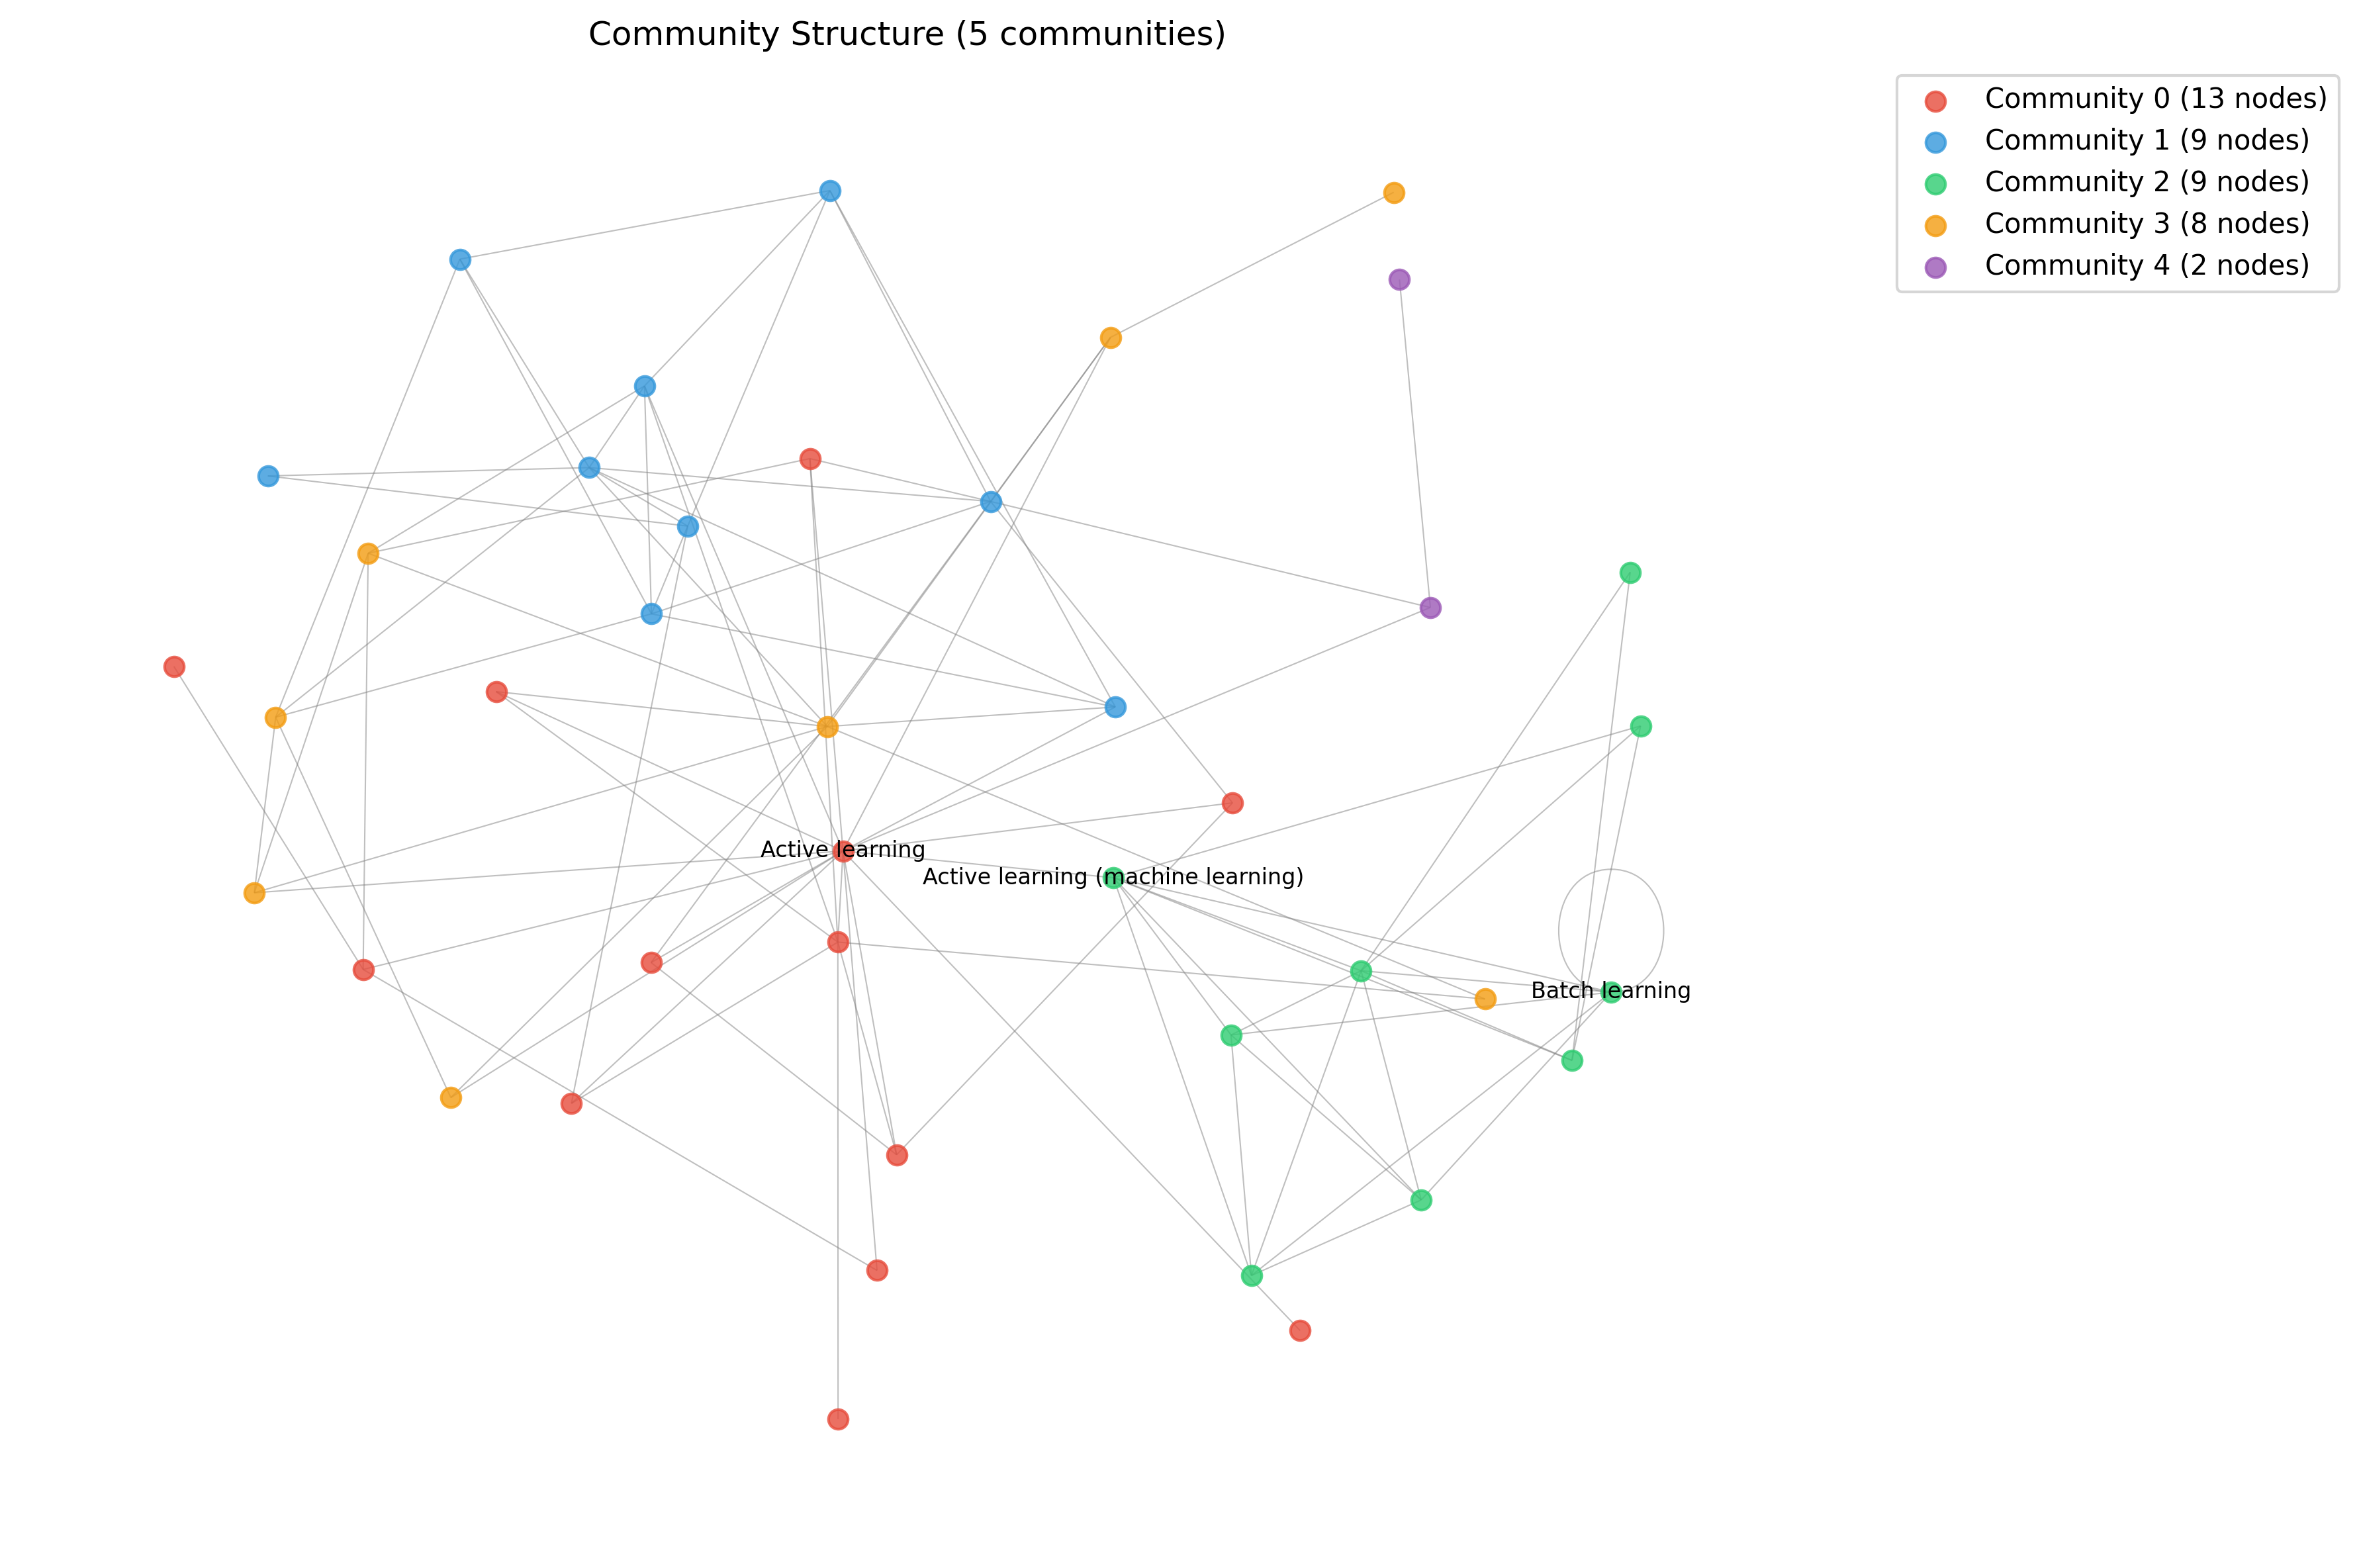 Community Structure (5 communities)
Community 0 (13 nodes)
Community 1 (9 nodes)
Community 2 (9 nodes)
Community 3 (8 nodes)
Community 4 (2 nodes)
Active learning
Active learning (machine learning)
Batch learning